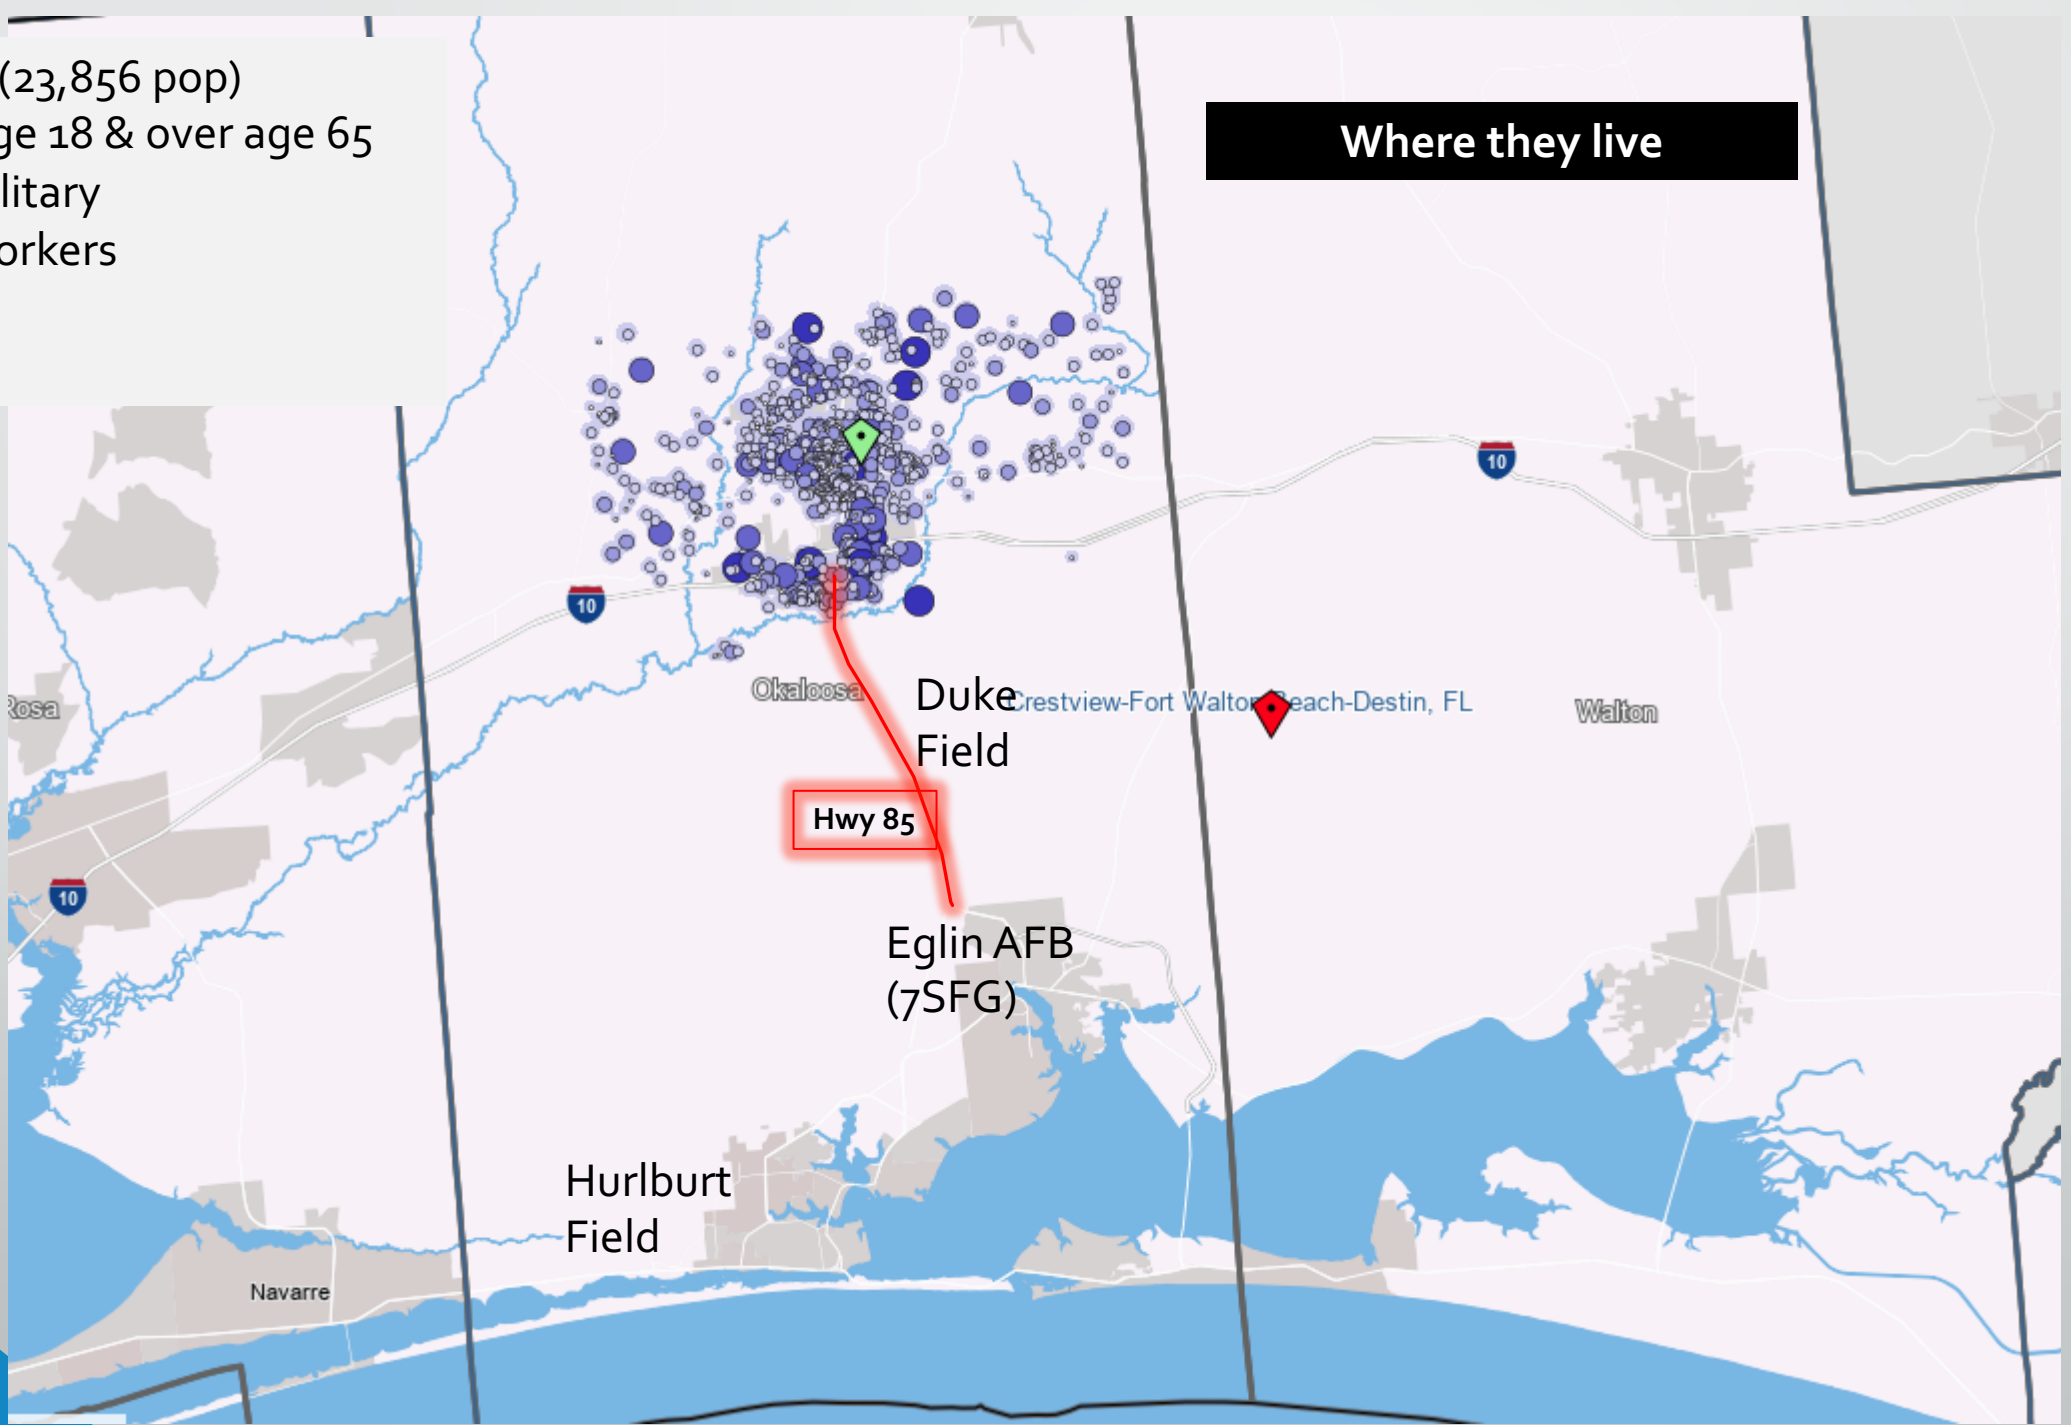 (23,856 pop)
ge 18 & over age 65
litary
orkers
Where they live
10
10
Okaloosa
Duke
Field
Crestview-Fort Walton Beach-Destin, FL
Walton
Rosa
Hwy 85
10
Eglin AFB
(7SFG)
Hurlburt
Field
Navarre